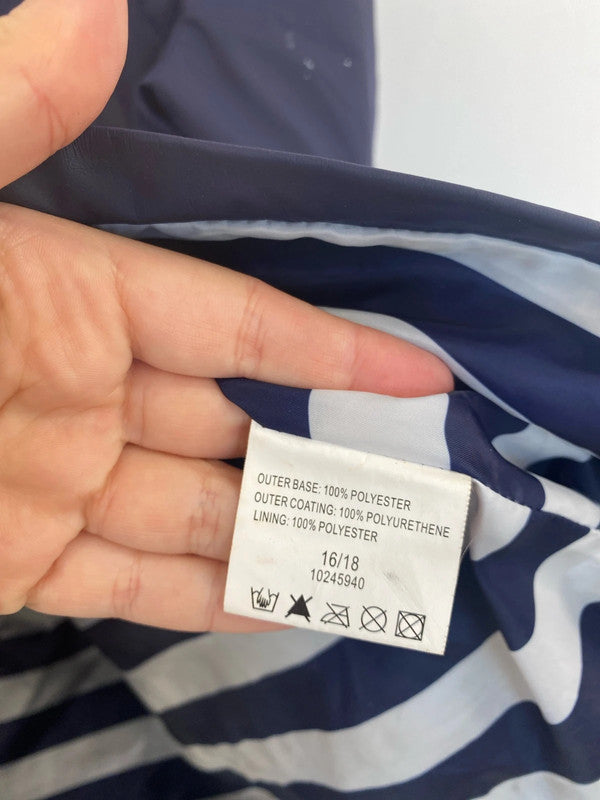 OUTER BASE: 100% POLYESTER
OUTER COATING: 100% POLYURETHENE
LINING: 100% POLYESTER
16/18
10245940